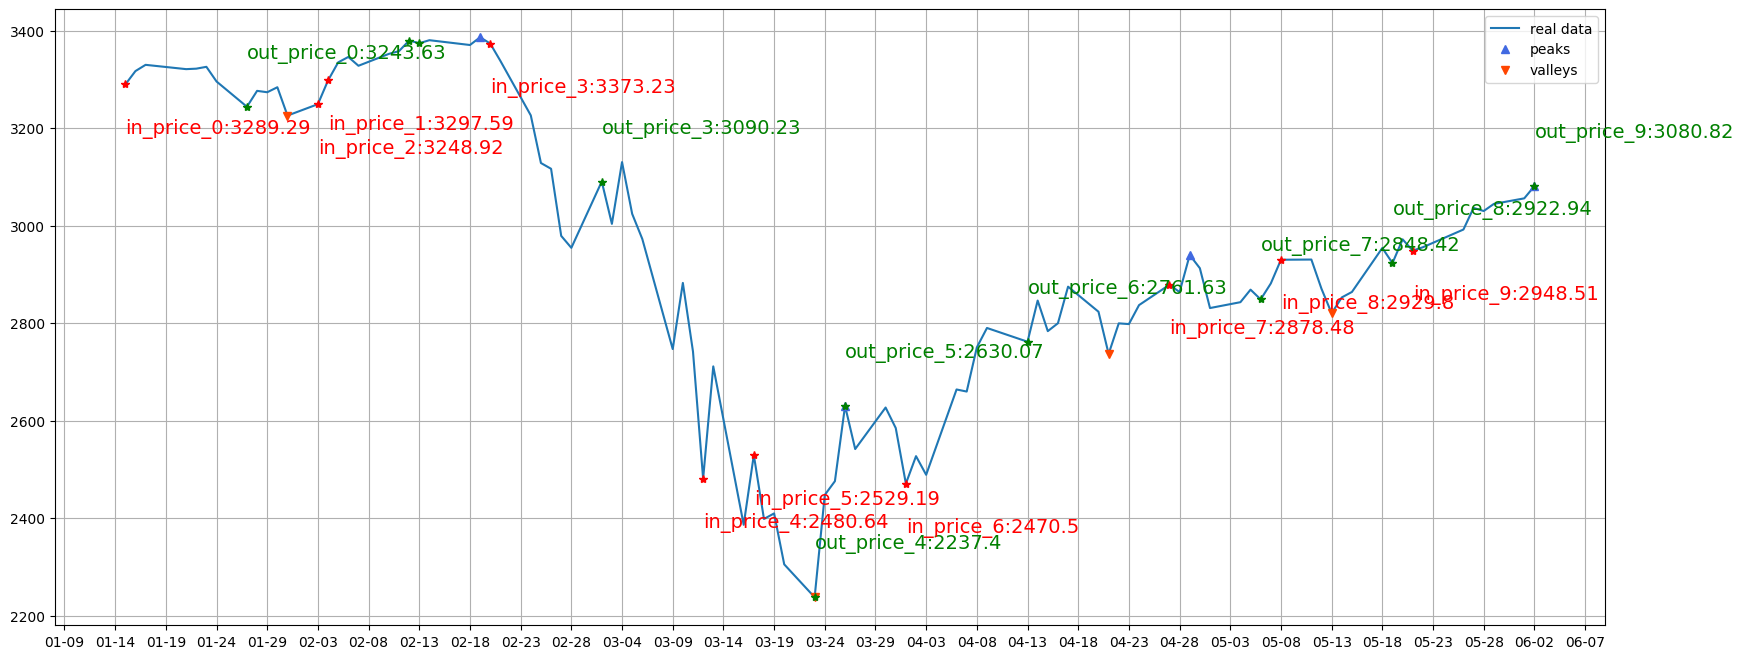 3400
3200
3000
2800
2600
2400
2200
real data
peaks
valleys
out_price_0:3243.63
in_price_3:3373.23
in_price_0:3289.29
in_price_1:3297.59
in_price_2:3248.92
out_price_3:3090.23
out_price_9:3080.82
out_price_8:2922.94
out_price_7:2848.42
out_price_6:2761.63
in_price_9:2948.51
in_price_8:2929.8
in_price_7:2878.48
out_price_5:2630.07
in_price_5:2529.19
in_price_4:2480.64
in_price_6:2470.5
out_price_4:2237.4
01-09 01-14 01-19 01-24 01-29 02-03 02-08 02-13 02-18 02-23 02-28 03-04 03-09 03-14 03-19 03-24 03-29 04-03 04-08 04-13 04-18 04-23 04-28 05-03 05-08 05-13 05-18 05-23 05-28 06-02 06-07